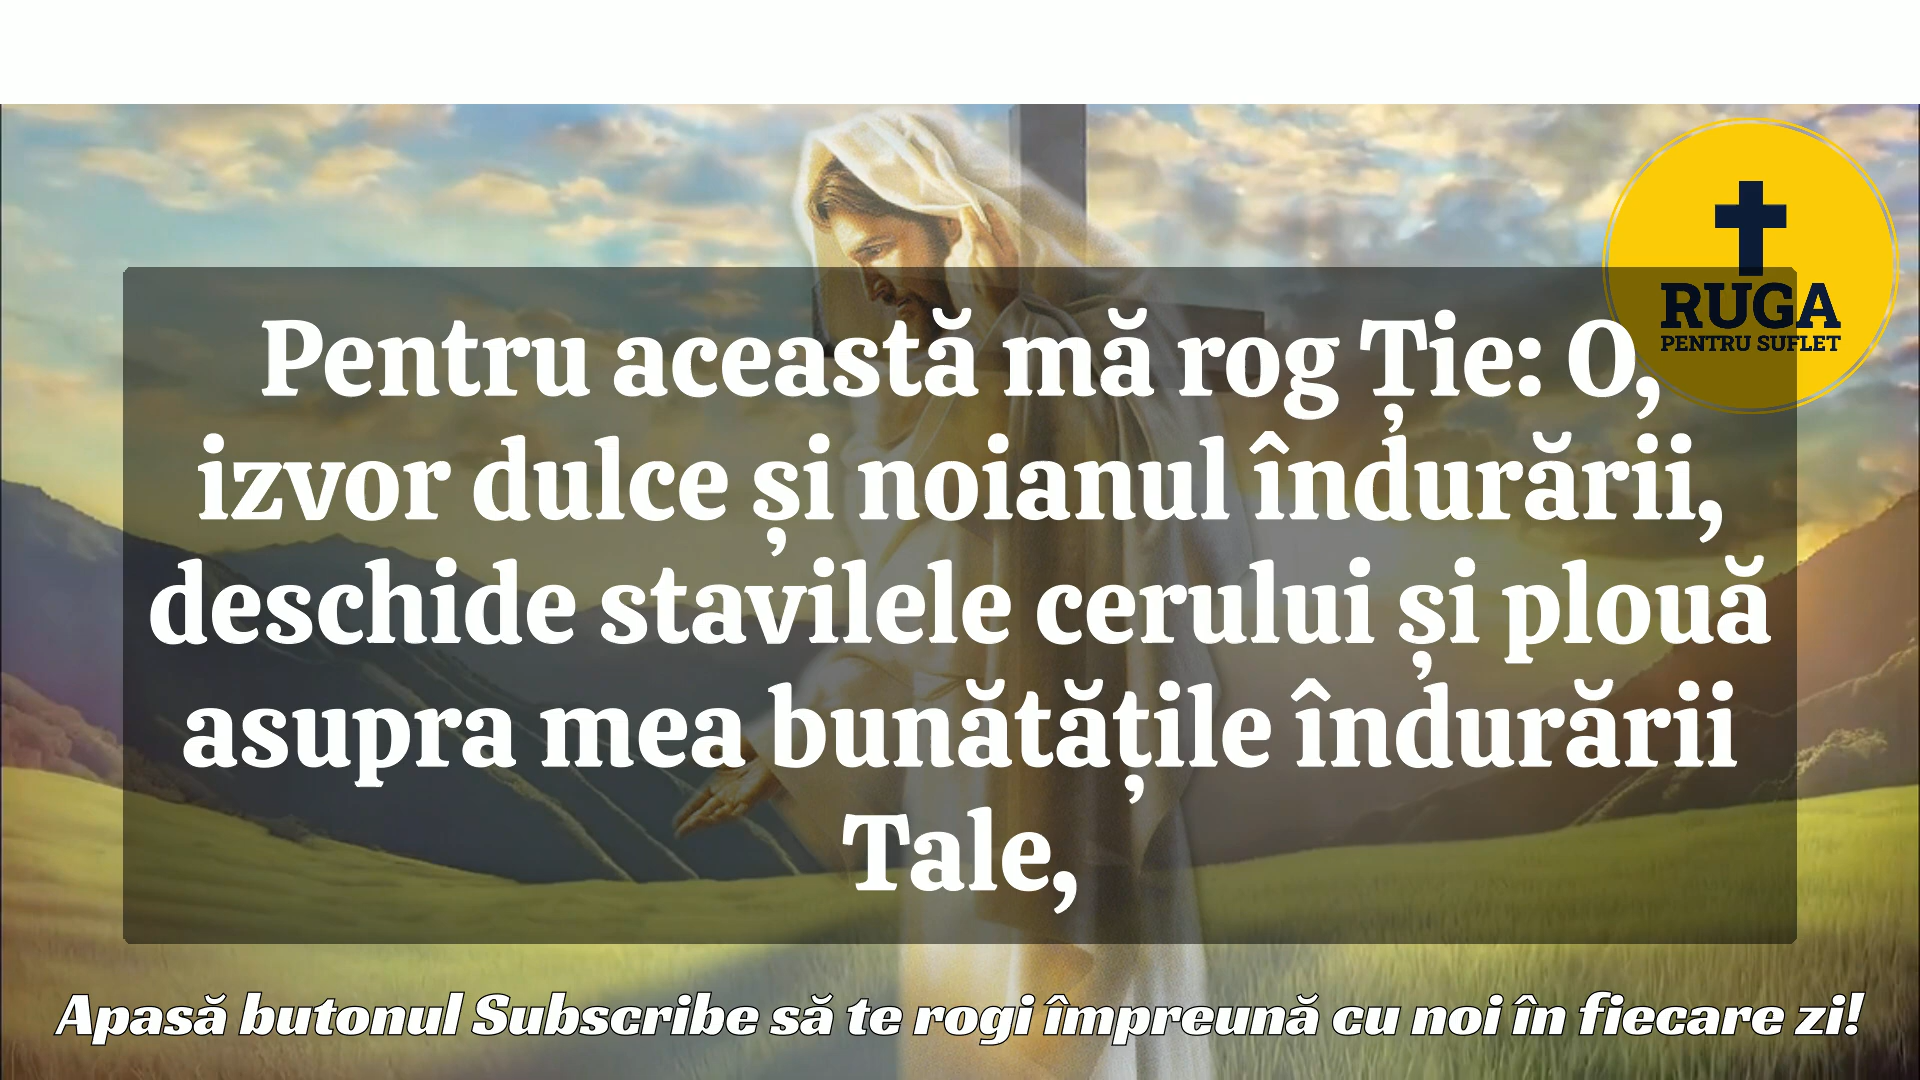 RUGA
PENTRU SUFLET
Pentru această mă rog Ție: O,
izvor dulce și noianul îndurării,
deschide stavilele cerului și plouă
asupra mea bunătățile îndurării
Tale,
Apasă butonul Subscribe să te rogi împreună cu noi în fiecare zi!